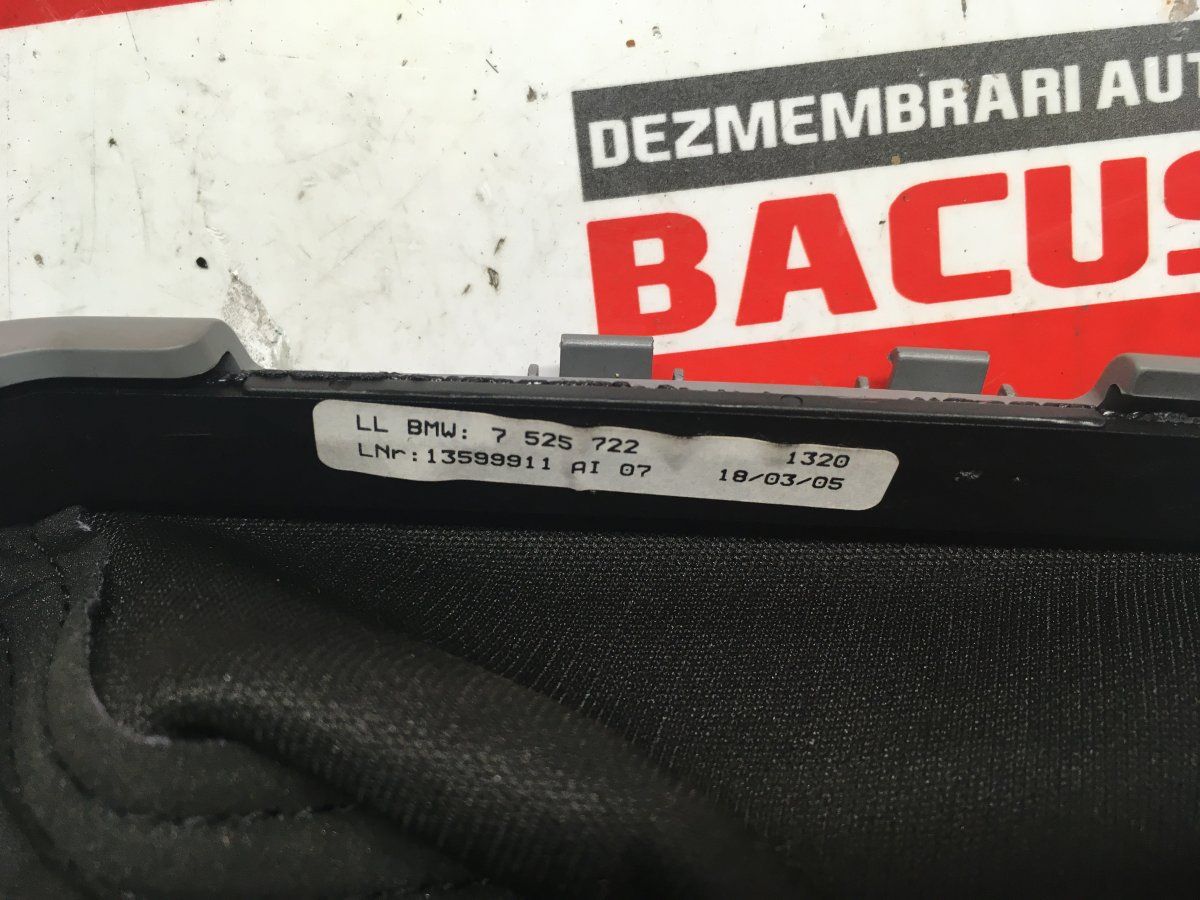 DEZMEMBRARI AUT
BACUS
LL BMW: 7 525 722 1320
LNr:13599911 AI 07 18/03/05